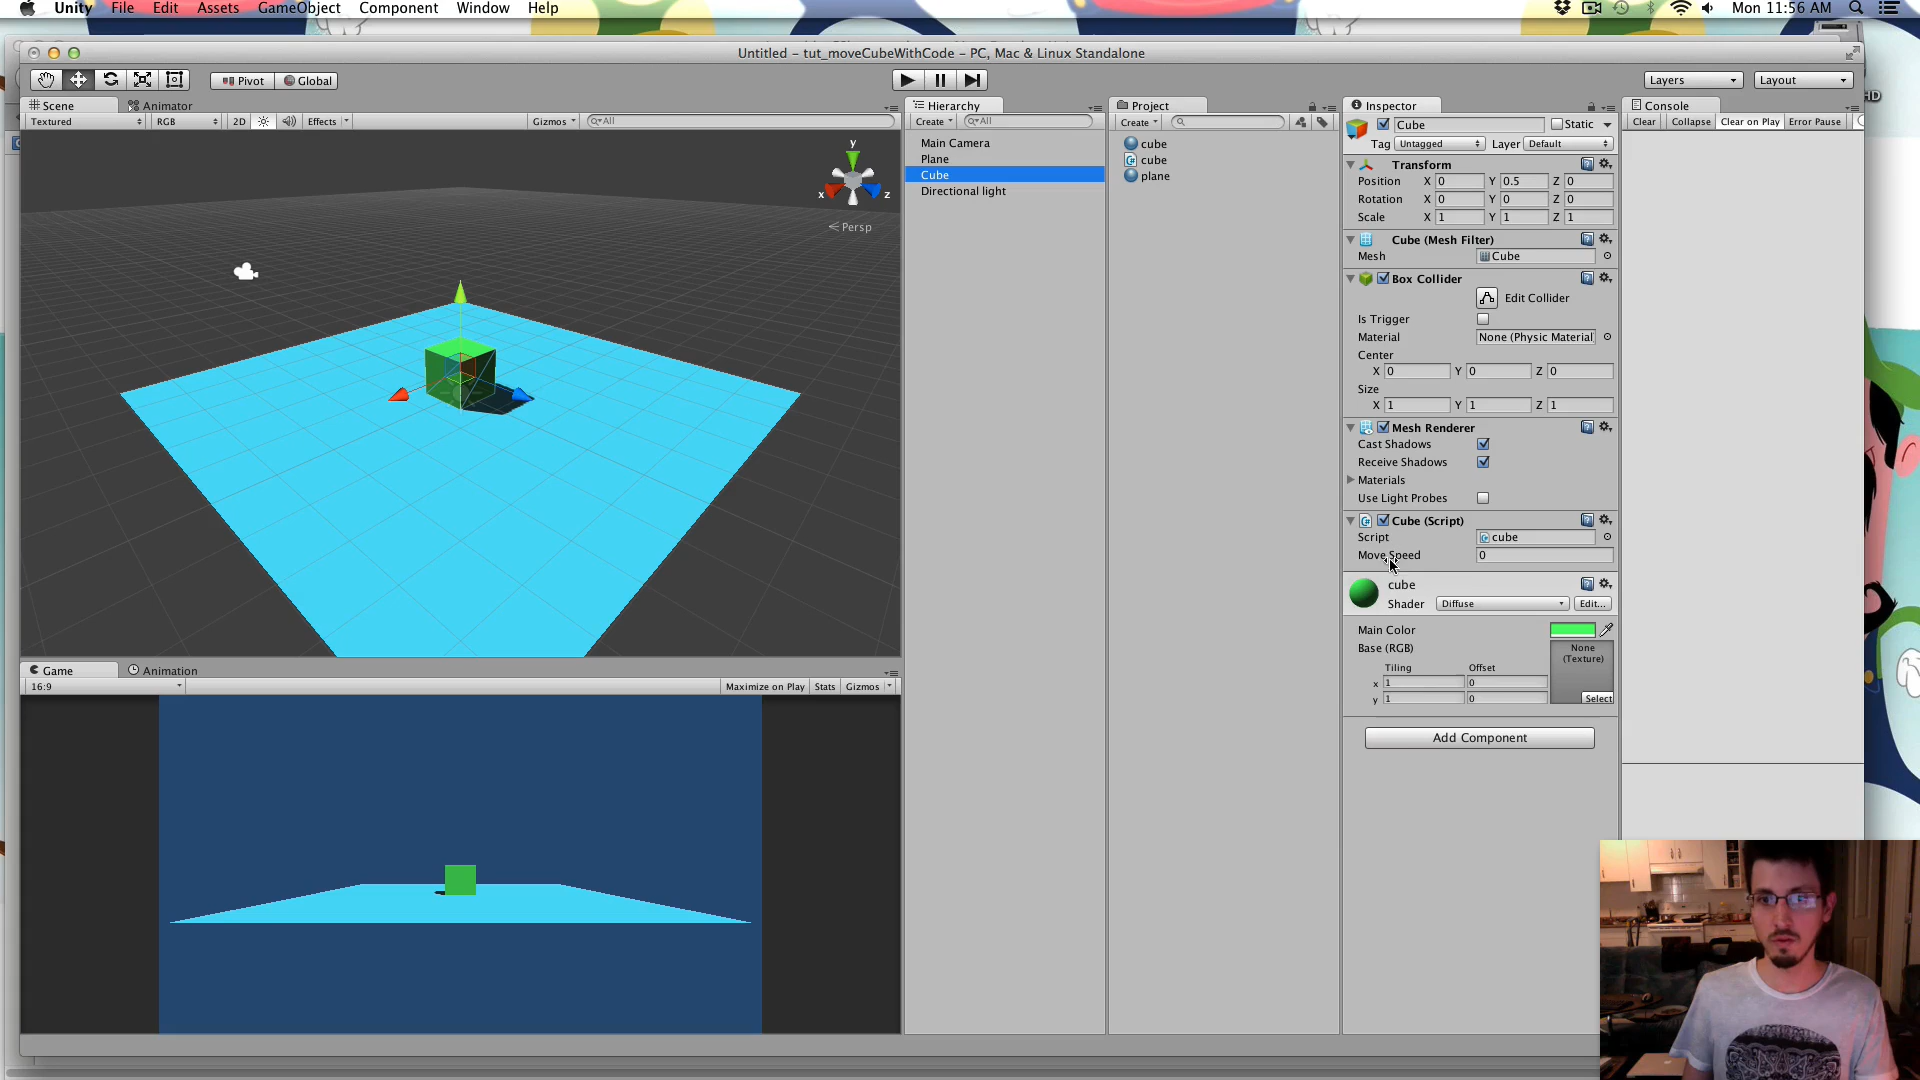 Unity File Edit Assets GameObject Component Window Help
Mon 11:56 AM
Untitled – tut_moveCubeWithCode – PC, Mac & Linux Standalone
Pivot Global
Layers Layout
HD
Scene Animator
Textured RGB 2D Effects Gizmos All
y
x z
Persp
Game Animation
16:9 Maximize on Play Stats Gizmos
Hierarchy
Create All
Main Camera
Plane
Cube
Directional light
Project
Create
cube
cube
plane
Inspector
Cube Static
Tag Untagged Layer Default
Transform
Position X 0 Y 0.5 Z 0
Rotation X 0 Y 0 Z 0
Scale X 1 Y 1 Z 1
Cube (Mesh Filter)
Mesh Cube
Box Collider
Edit Collider
Is Trigger
Material None (Physic Material)
Center
X 0 Y 0 Z 0
Size
X 1 Y 1 Z 1
Mesh Renderer
Cast Shadows
Receive Shadows
Materials
Use Light Probes
Cube (Script)
Script cube
Move Speed 0
cube
Shader Diffuse Edit...
Main Color
Base (RGB) None
(Texture)
Tiling Offset
x 1 0
y 1 0
Select
Add Component
Console
Clear Collapse Clear on Play Error Pause